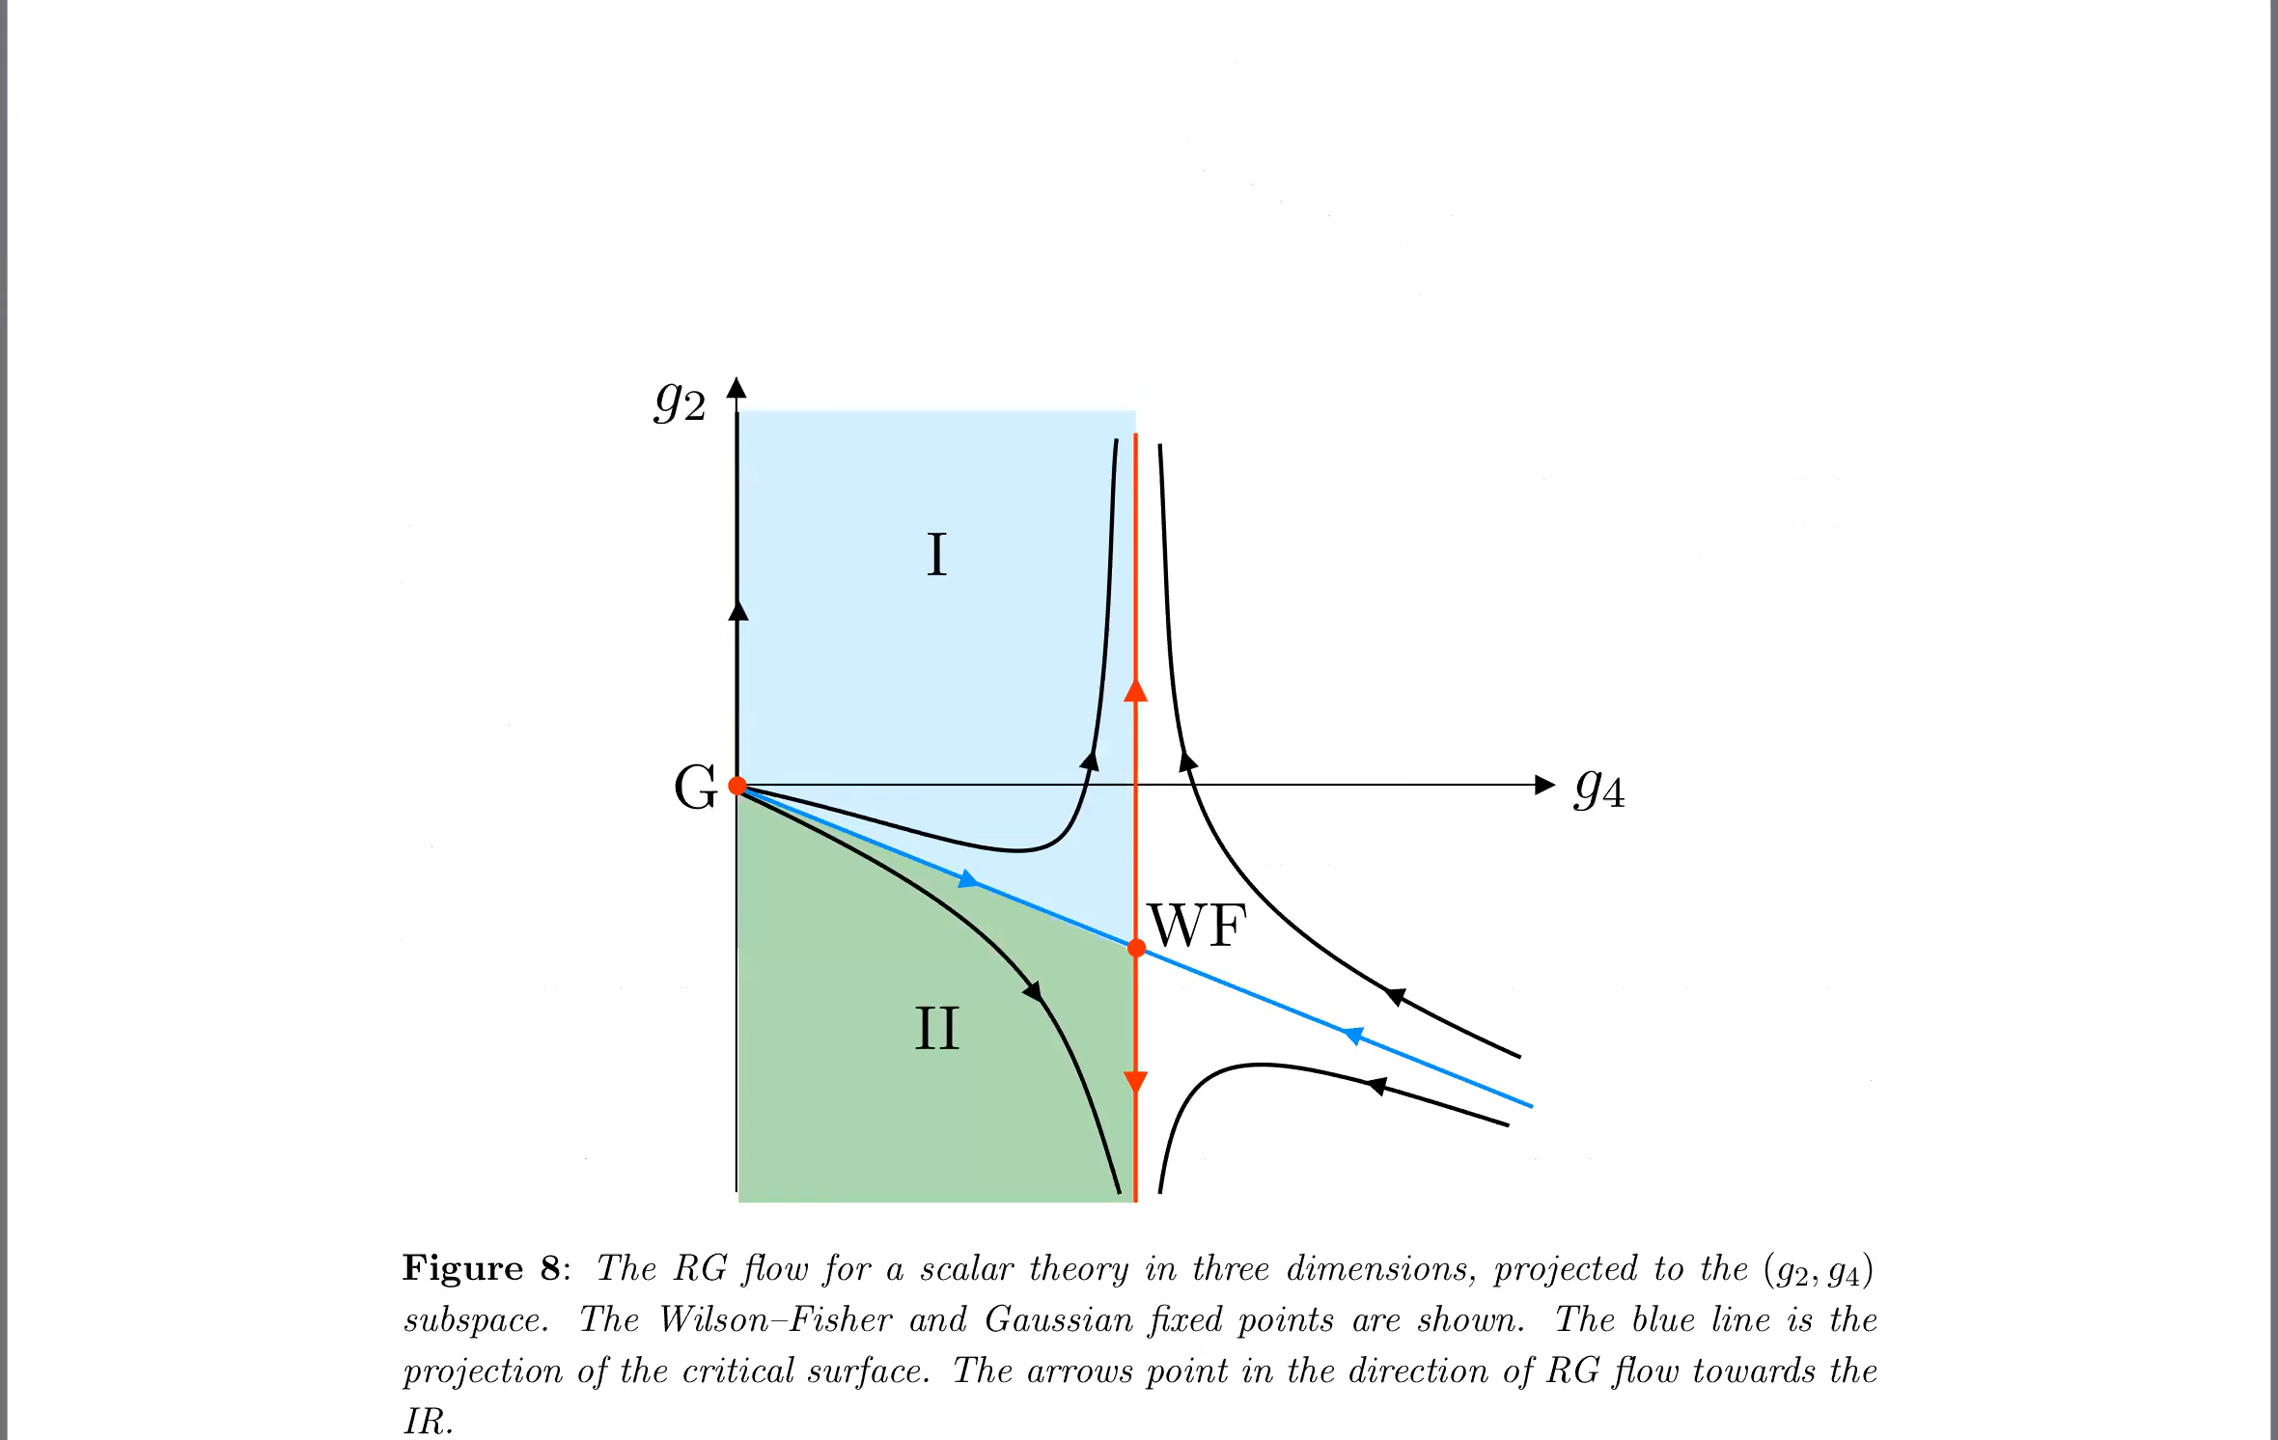 g₂
I
G
g₄
WF
II
Figure 8: The RG flow for a scalar theory in three dimensions, projected to the (g₂, g₄)
subspace. The Wilson–Fisher and Gaussian fixed points are shown. The blue line is the
projection of the critical surface. The arrows point in the direction of RG flow towards the
IR.